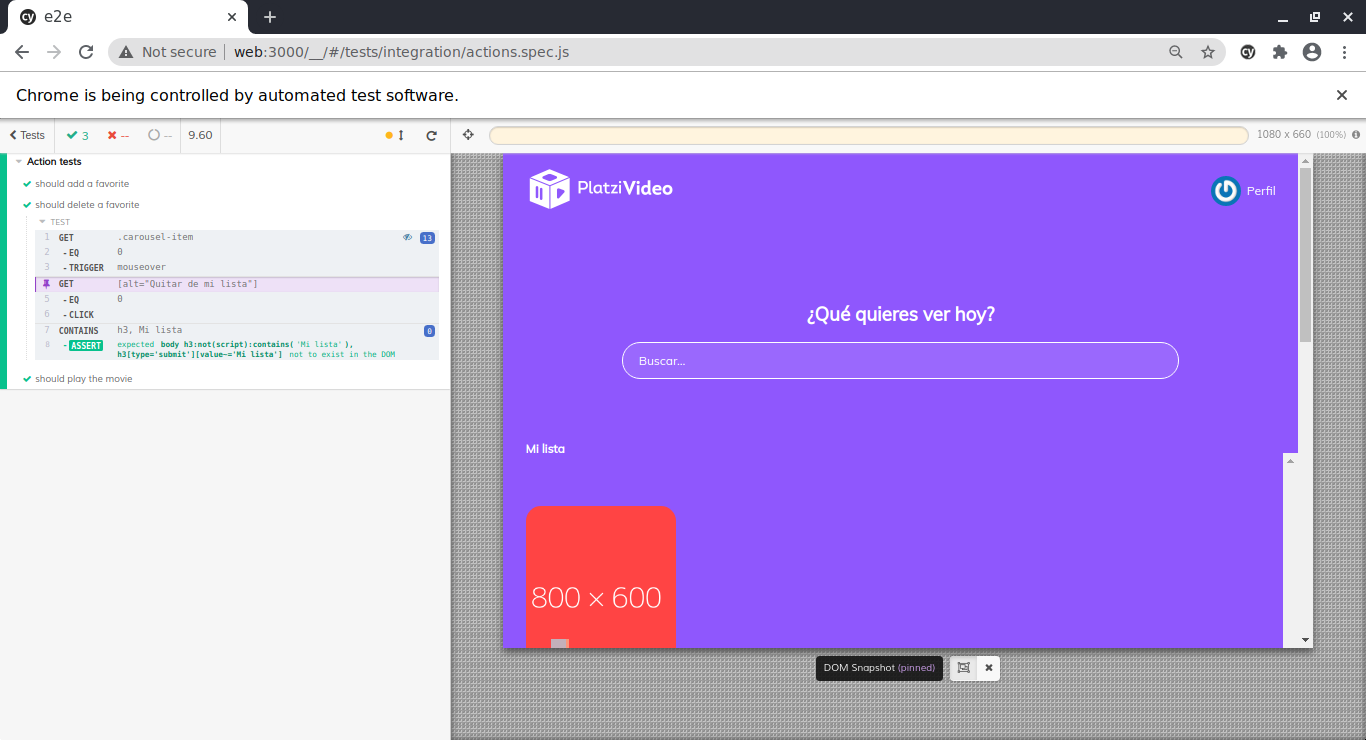 e2e
Not secure web:3000/__/#/tests/integration/actions.spec.js
Chrome is being controlled by automated test software.
Tests 3 -- -- 9.60
1080 x 660 (100%)
Action tests
should add a favorite
should delete a favorite
TEST
1 GET .carousel-item 13
2 - EQ 0
3 - TRIGGER mouseover
GET [alt="Quitar de mi lista"]
5 - EQ 0
6 - CLICK
7 CONTAINS h3, Mi lista 0
8 - ASSERT expected body h3:not(script):contains('Mi lista'),
h3[type='submit'][value~='Mi lista'] not to exist in the DOM
should play the movie
PlatziVideo
Perfil
¿Qué quieres ver hoy?
Buscar...
Mi lista
800 × 600
DOM Snapshot (pinned)